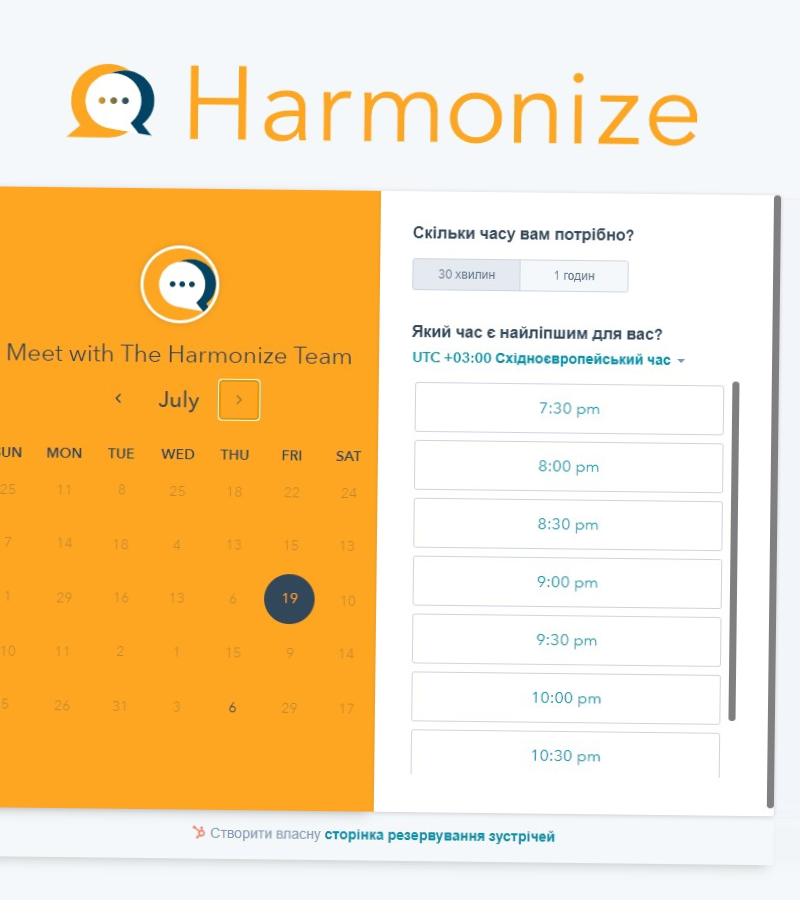 Harmonize
Meet with The Harmonize Team
July
SUN MON TUE WED THU FRI SAT
25 11 8 25 18 22 24
7 14 18 4 13 15 13
1 29 16 13 6 19 10
10 11 2 1 15 9 14
5 26 31 3 6 29 17
Скільки часу вам потрібно?
30 хвилин 1 годин
Який час є найліпшим для вас?
UTC +03:00 Східноєвропейський час
7:30 pm
8:00 pm
8:30 pm
9:00 pm
9:30 pm
10:00 pm
10:30 pm
Створити власну сторінка резервування зустрічей